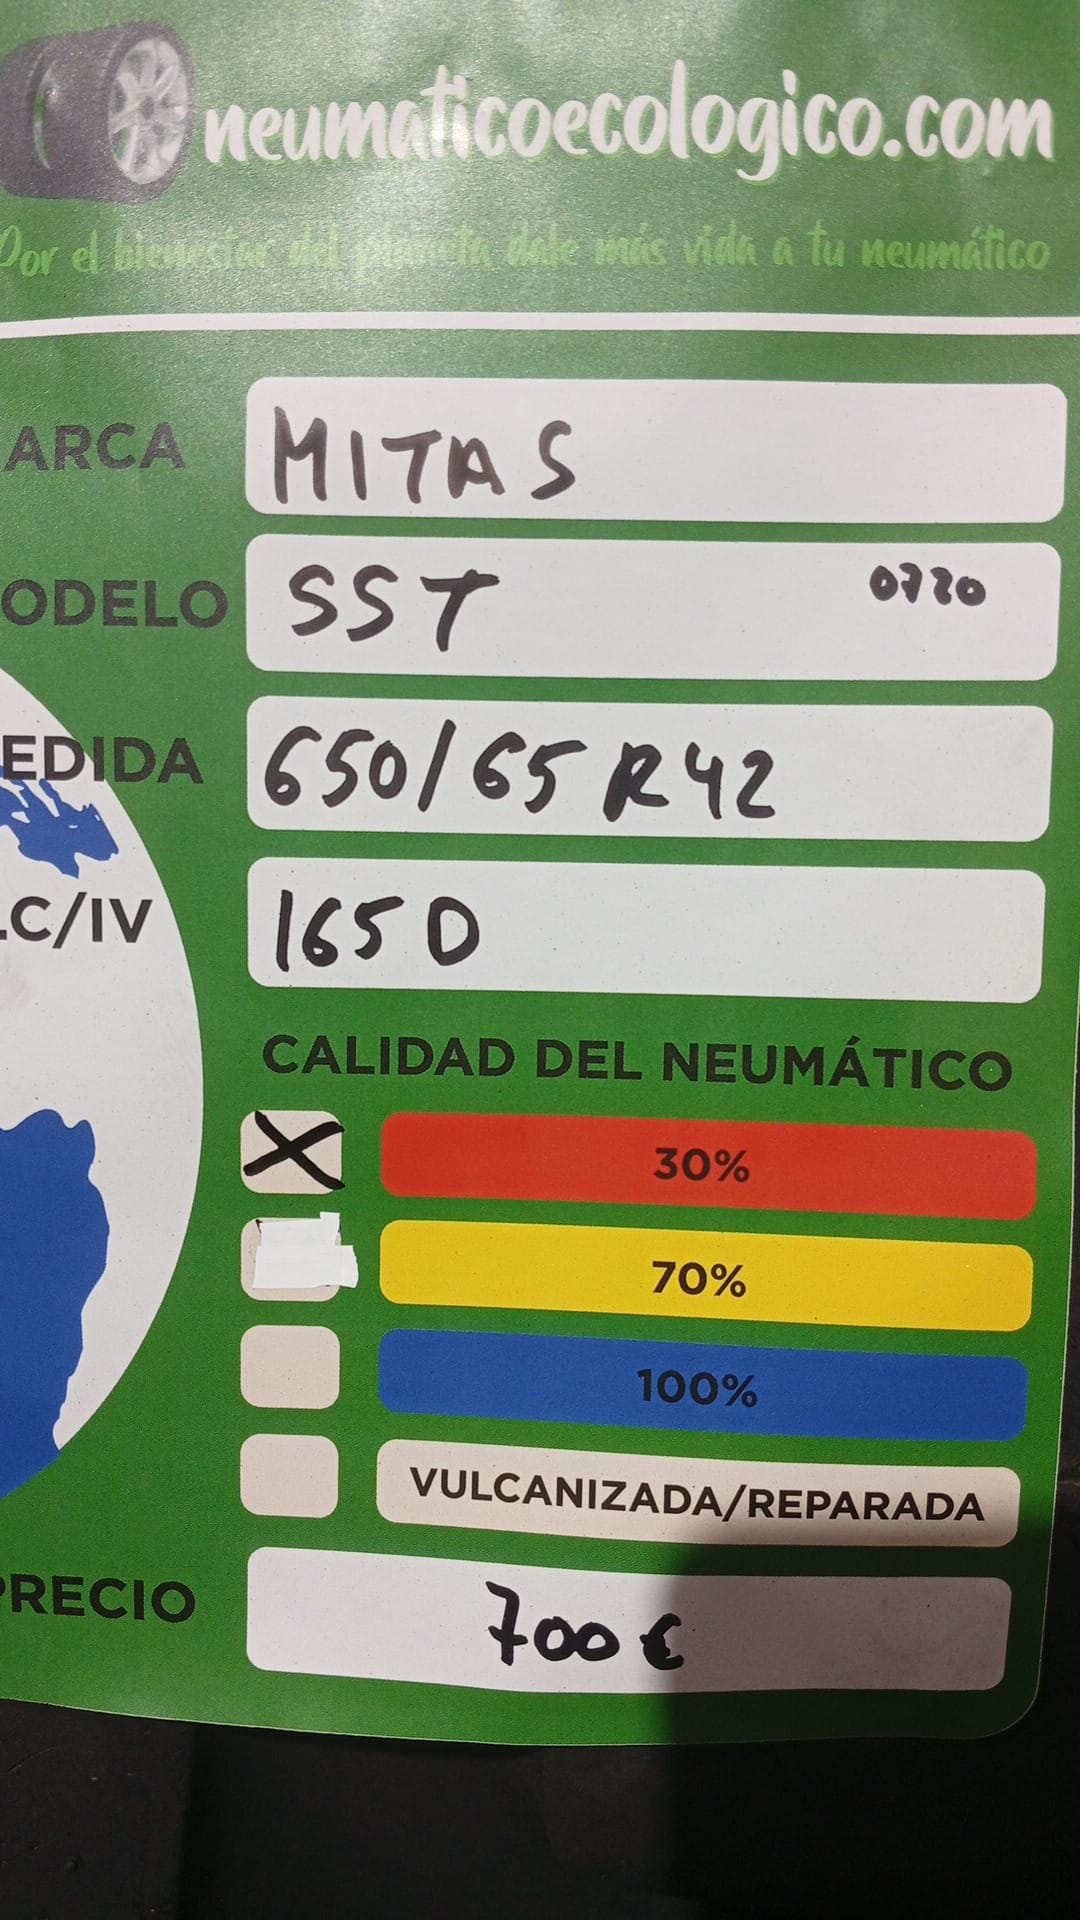 neumaticoecologico.com
Por el bienestar del planeta dale más vida a tu neumático
ARCA MITAS
ODELO SST 0720
EDIDA 650/65 R42
.C/IV 165 D
CALIDAD DEL NEUMÁTICO
X 30%
70%
100%
VULCANIZADA/REPARADA
PRECIO 700 €